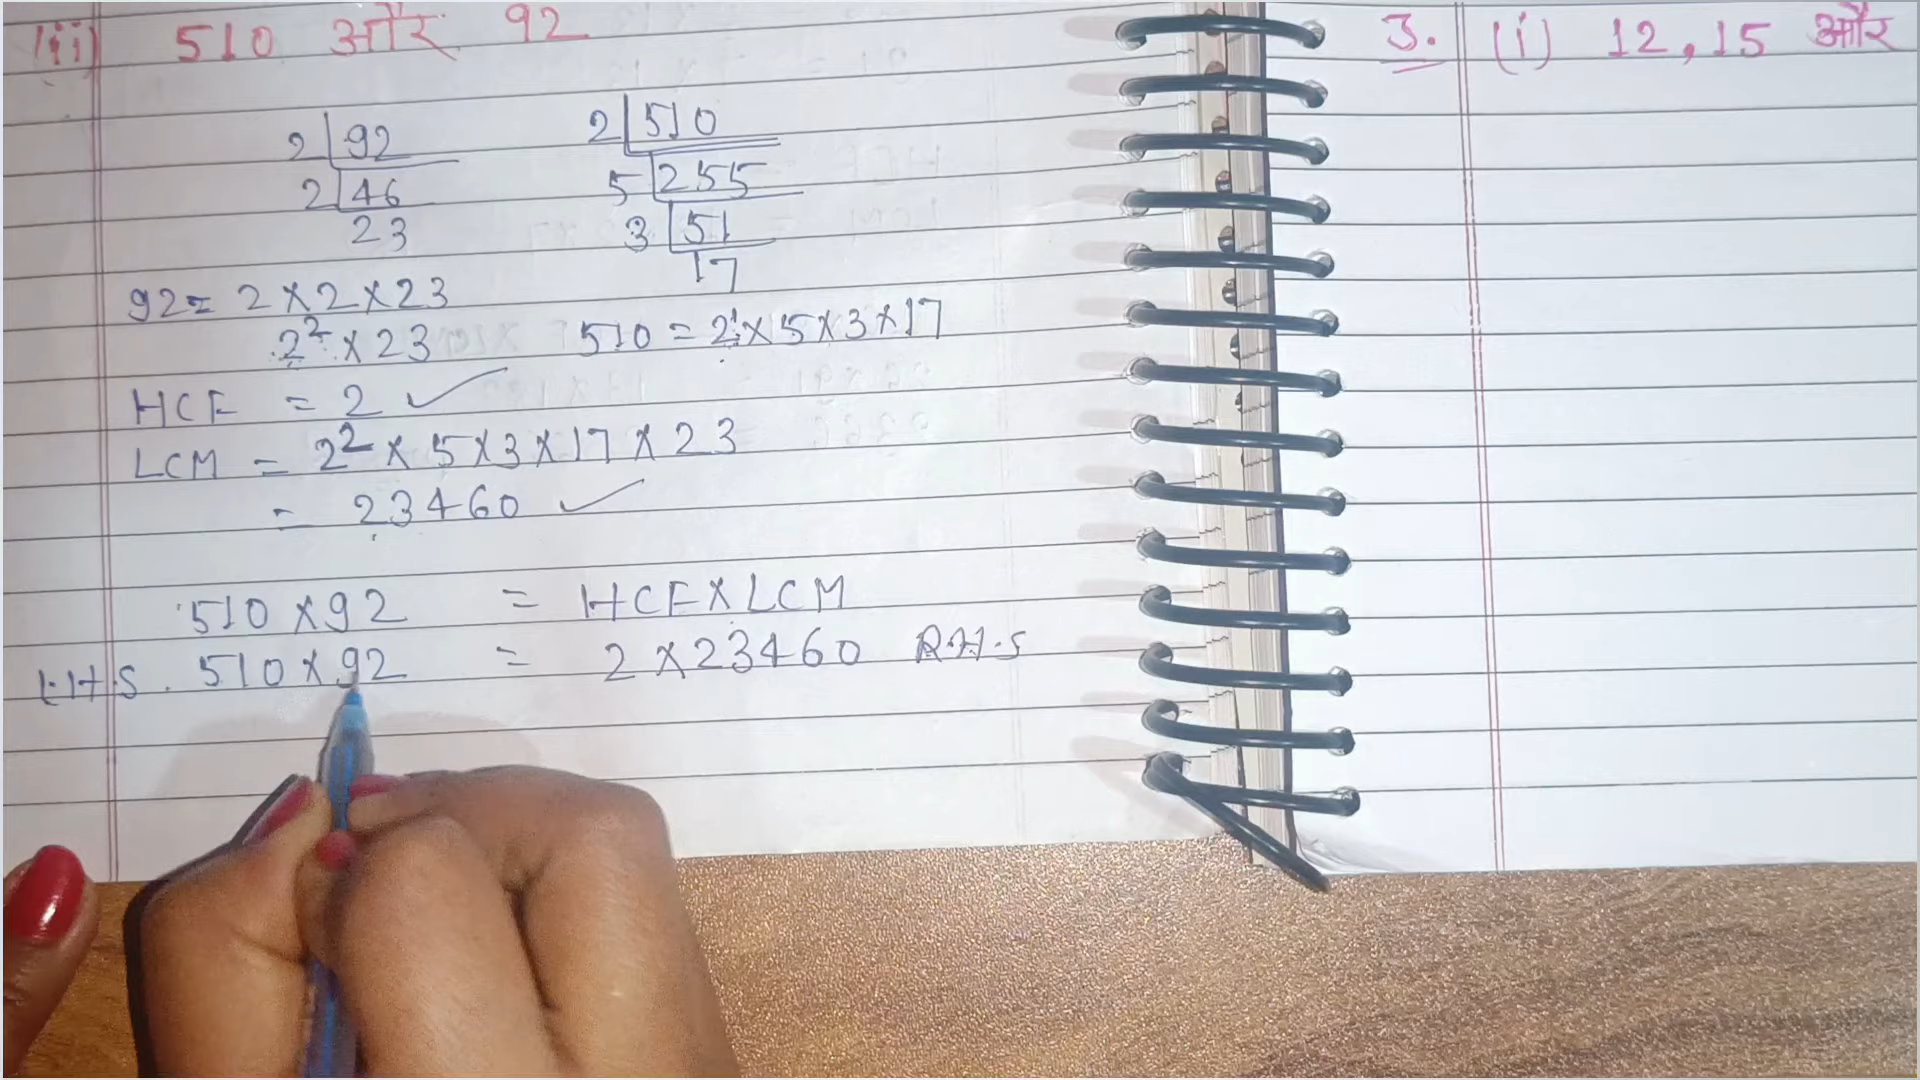 (ii) 510 और 92
2 92
2 46
23
2 510
5 255
3 51
17
92 = 2 × 2 × 23
2² × 23
510 = 2¹ × 5 × 3 × 17
HCF = 2 ✓
LCM = 2² × 5 × 3 × 17 × 23
= 23460 ✓
510 × 92 = HCF × LCM
L.H.S. 510 × 92 = 2 × 23460 R.H.S
3. (i) 12, 15 और